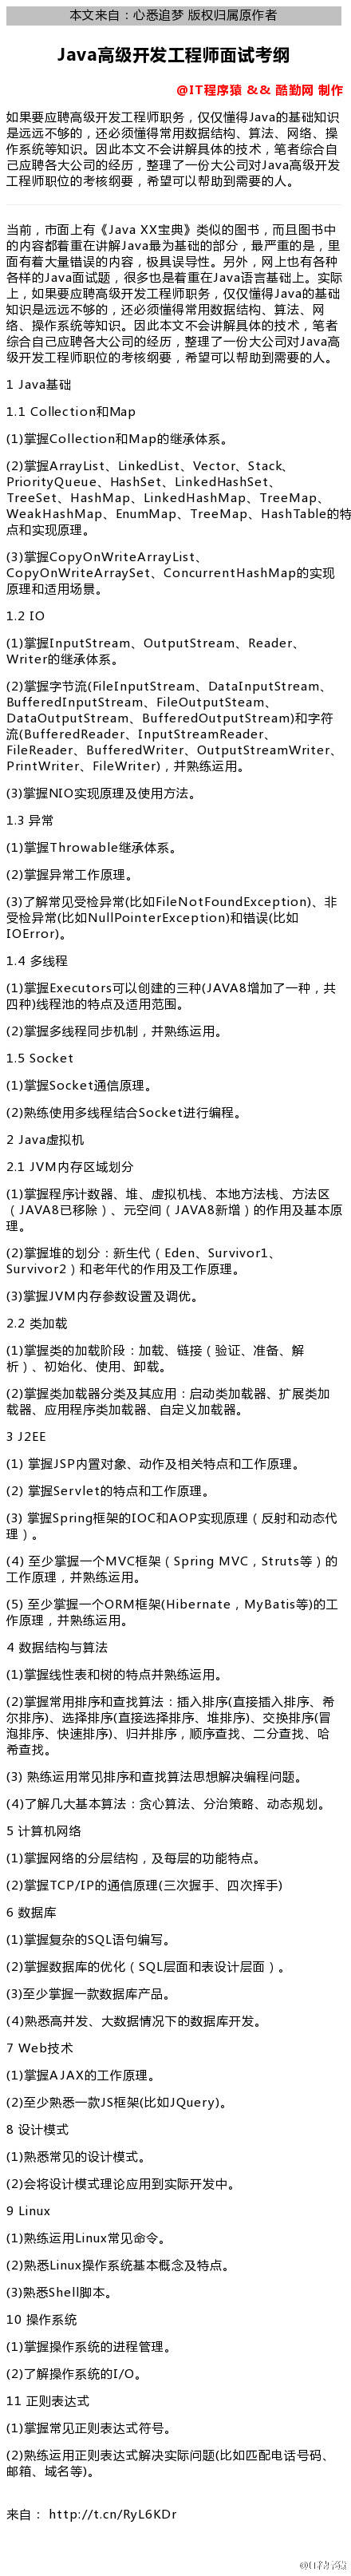 本文来自：心悉追梦 版权归属原作者
Java高级开发工程师面试考纲
@IT程序猿 && 酷勤网 制作
如果要应聘高级开发工程师职务，仅仅懂得Java的基础知识
是远远不够的，还必须懂得常用数据结构、算法、网络、操
作系统等知识。因此本文不会讲解具体的技术，笔者综合自
己应聘各大公司的经历，整理了一份大公司对Java高级开发
工程师职位的考核纲要，希望可以帮助到需要的人。
当前，市面上有《Java XX宝典》类似的图书，而且图书中
的内容都着重在讲解Java最为基础的部分，最严重的是，里
面有着大量错误的内容，极具误导性。另外，网上也有各种
各样的Java面试题，很多也是着重在Java语言基础上。实际
上，如果要应聘高级开发工程师职务，仅仅懂得Java的基础
知识是远远不够的，还必须懂得常用数据结构、算法、网
络、操作系统等知识。因此本文不会讲解具体的技术，笔者
综合自己应聘各大公司的经历，整理了一份大公司对Java高
级开发工程师职位的考核纲要，希望可以帮助到需要的人。
1 Java基础
1.1 Collection和Map
(1)掌握Collection和Map的继承体系。
(2)掌握ArrayList、LinkedList、Vector、Stack、
PriorityQueue、HashSet、LinkedHashSet、
TreeSet、HashMap、LinkedHashMap、TreeMap、
WeakHashMap、EnumMap、TreeMap、HashTable的特
点和实现原理。
(3)掌握CopyOnWriteArrayList、
CopyOnWriteArraySet、ConcurrentHashMap的实现
原理和适用场景。
1.2 IO
(1)掌握InputStream、OutputStream、Reader、
Writer的继承体系。
(2)掌握字节流(FileInputStream、DataInputStream、
BufferedInputStream、FileOutputSteam、
DataOutputStream、BufferedOutputStream)和字符
流(BufferedReader、InputStreamReader、
FileReader、BufferedWriter、OutputStreamWriter、
PrintWriter、FileWriter)，并熟练运用。
(3)掌握NIO实现原理及使用方法。
1.3 异常
(1)掌握Throwable继承体系。
(2)掌握异常工作原理。
(3)了解常见受检异常(比如FileNotFoundException)、非
受检异常(比如NullPointerException)和错误(比如
IOError)。
1.4 多线程
(1)掌握Executors可以创建的三种(JAVA8增加了一种，共
四种)线程池的特点及适用范围。
(2)掌握多线程同步机制，并熟练运用。
1.5 Socket
(1)掌握Socket通信原理。
(2)熟练使用多线程结合Socket进行编程。
2 Java虚拟机
2.1 JVM内存区域划分
(1)掌握程序计数器、堆、虚拟机栈、本地方法栈、方法区
（JAVA8已移除）、元空间（JAVA8新增）的作用及基本原
理。
(2)掌握堆的划分：新生代（Eden、Survivor1、
Survivor2）和老年代的作用及工作原理。
(3)掌握JVM内存参数设置及调优。
2.2 类加载
(1)掌握类的加载阶段：加载、链接（验证、准备、解
析）、初始化、使用、卸载。
(2)掌握类加载器分类及其应用：启动类加载器、扩展类加
载器、应用程序类加载器、自定义加载器。
3 J2EE
(1) 掌握JSP内置对象、动作及相关特点和工作原理。
(2) 掌握Servlet的特点和工作原理。
(3) 掌握Spring框架的IOC和AOP实现原理（反射和动态代
理）。
(4) 至少掌握一个MVC框架（Spring MVC，Struts等）的
工作原理，并熟练运用。
(5) 至少掌握一个ORM框架(Hibernate，MyBatis等)的工
作原理，并熟练运用。
4 数据结构与算法
(1)掌握线性表和树的特点并熟练运用。
(2)掌握常用排序和查找算法：插入排序(直接插入排序、希
尔排序)、选择排序(直接选择排序、堆排序)、交换排序(冒
泡排序、快速排序)、归并排序，顺序查找、二分查找、哈
希查找。
(3) 熟练运用常见排序和查找算法思想解决编程问题。
(4)了解几大基本算法：贪心算法、分治策略、动态规划。
5 计算机网络
(1)掌握网络的分层结构，及每层的功能特点。
(2)掌握TCP/IP的通信原理(三次握手、四次挥手)
6 数据库
(1)掌握复杂的SQL语句编写。
(2)掌握数据库的优化（SQL层面和表设计层面）。
(3)至少掌握一款数据库产品。
(4)熟悉高并发、大数据情况下的数据库开发。
7 Web技术
(1)掌握AJAX的工作原理。
(2)至少熟悉一款JS框架(比如JQuery)。
8 设计模式
(1)熟悉常见的设计模式。
(2)会将设计模式理论应用到实际开发中。
9 Linux
(1)熟练运用Linux常见命令。
(2)熟悉Linux操作系统基本概念及特点。
(3)熟悉Shell脚本。
10 操作系统
(1)掌握操作系统的进程管理。
(2)了解操作系统的I/O。
11 正则表达式
(1)掌握常见正则表达式符号。
(2)熟练运用正则表达式解决实际问题(比如匹配电话号码、
邮箱、域名等)。
来自： http://t.cn/RyL6KDr
@IT程序猿